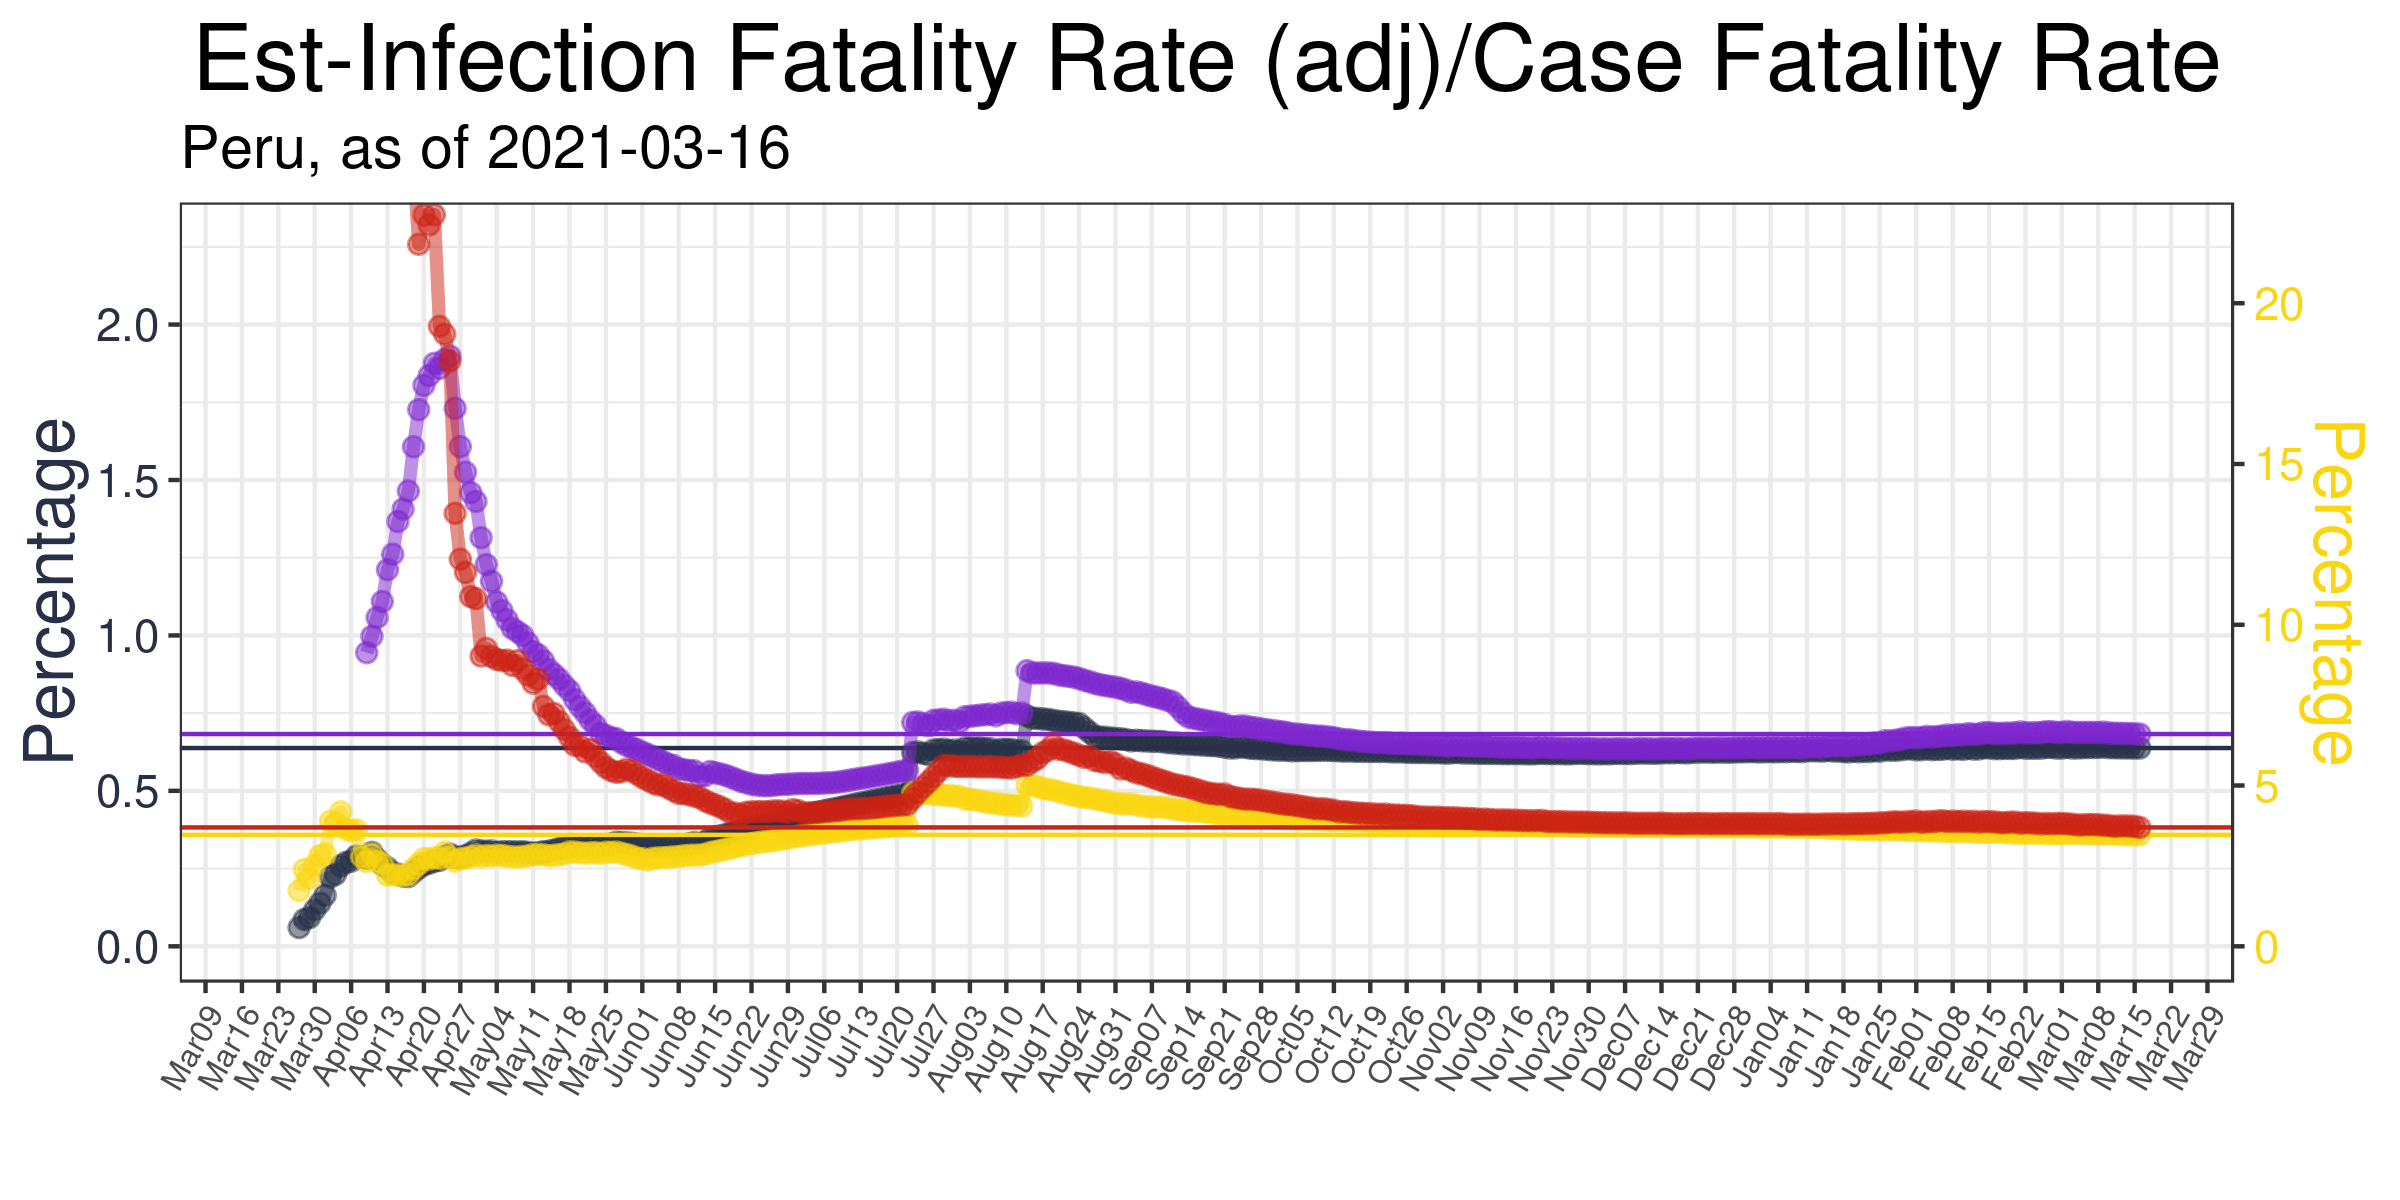 Est-Infection Fatality Rate (adj)/Case Fatality Rate
Peru, as of 2021-03-16
Percentage
2.0
1.5
1.0
0.5
0.0
20
15
10
5
0
Percentage
Mar09
Mar16
Mar23
Mar30
Apr06
Apr13
Apr20
Apr27
May04
May11
May18
May25
Jun01
Jun08
Jun15
Jun22
Jun29
Jul06
Jul13
Jul20
Jul27
Aug03
Aug10
Aug17
Aug24
Aug31
Sep07
Sep14
Sep21
Sep28
Oct05
Oct12
Oct19
Oct26
Nov02
Nov09
Nov16
Nov23
Nov30
Dec07
Dec14
Dec21
Dec28
Jan04
Jan11
Jan18
Jan25
Feb01
Feb08
Feb15
Feb22
Mar01
Mar08
Mar15
Mar22
Mar29